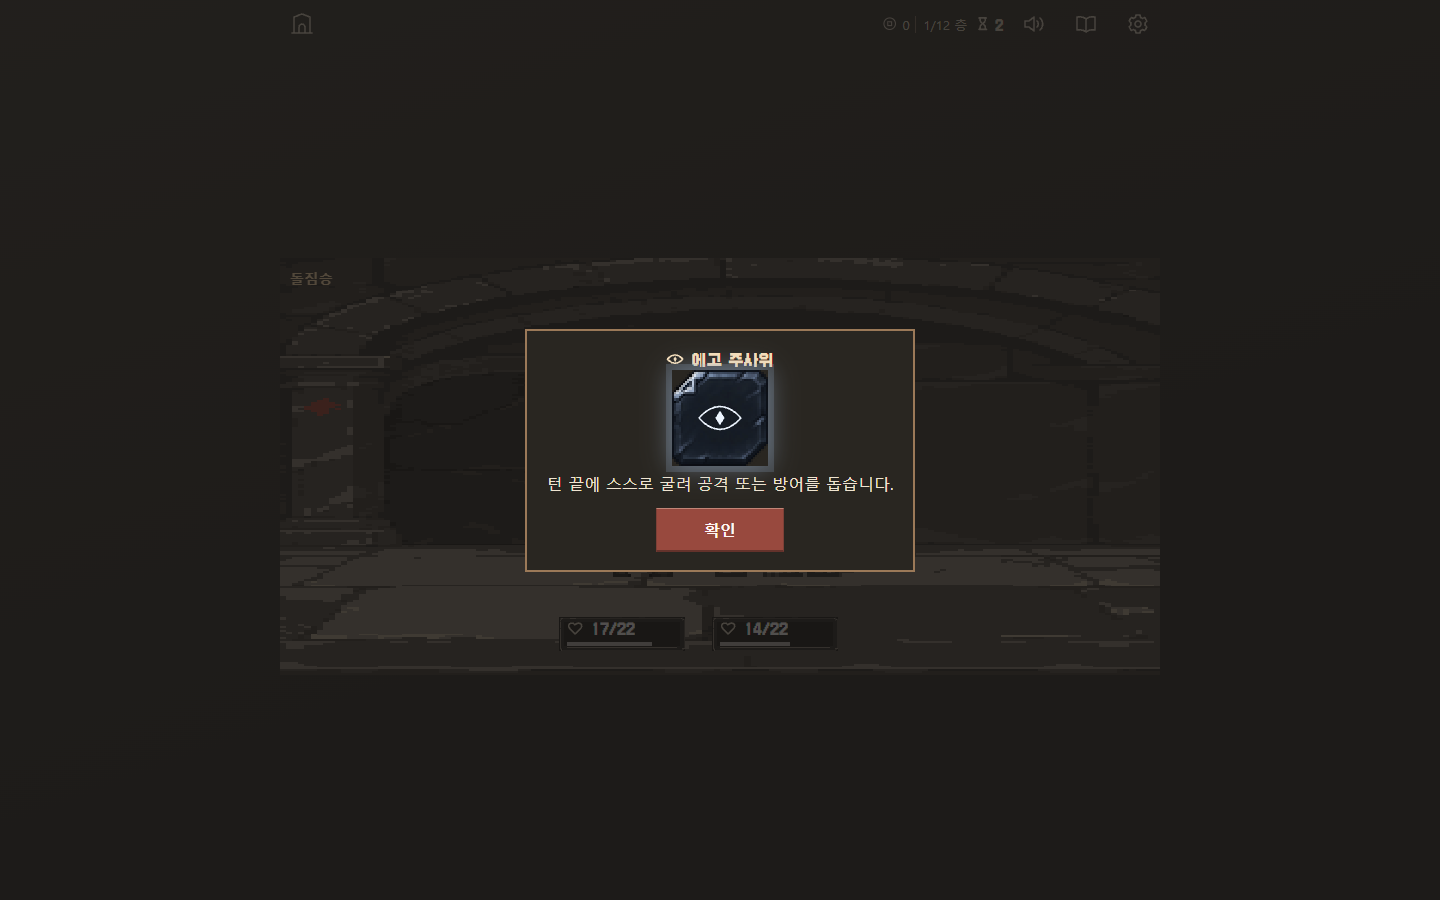 0 1/12 층 2
돌짐승
에고 주사위
턴 끝에 스스로 굴려 공격 또는 방어를 돕습니다.
확인
17/22 14/22